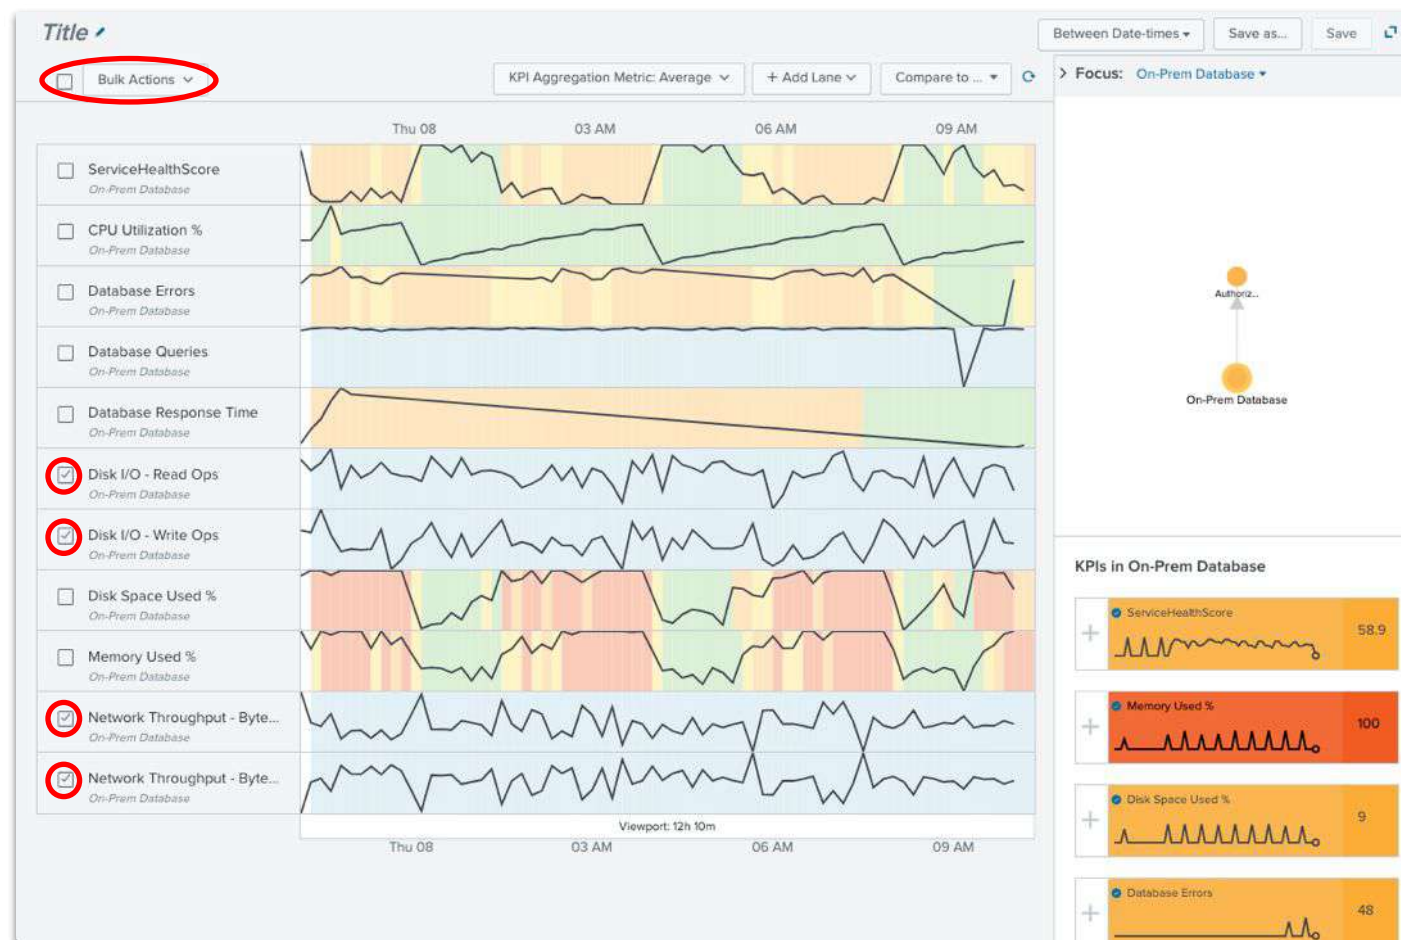 Title
Between Date-times
Save as...
Save
Bulk Actions
KPI Aggregation Metric: Average
+ Add Lane
Compare to ...
Focus: On-Prem Database
Thu 08 03 AM 06 AM 09 AM
ServiceHealthScore
On-Prem Database
CPU Utilization %
On-Prem Database
Database Errors
On-Prem Database
Database Queries
On-Prem Database
Database Response Time
On-Prem Database
Disk I/O - Read Ops
On-Prem Database
Disk I/O - Write Ops
On-Prem Database
Disk Space Used %
On-Prem Database
Memory Used %
On-Prem Database
Network Throughput - Byte...
On-Prem Database
Network Throughput - Byte...
On-Prem Database
Viewport: 12h 10m
Thu 08 03 AM 06 AM 09 AM
Authoriz...
On-Prem Database
KPIs in On-Prem Database
ServiceHealthScore
58.9
Memory Used %
100
Disk Space Used %
9
Database Errors
48